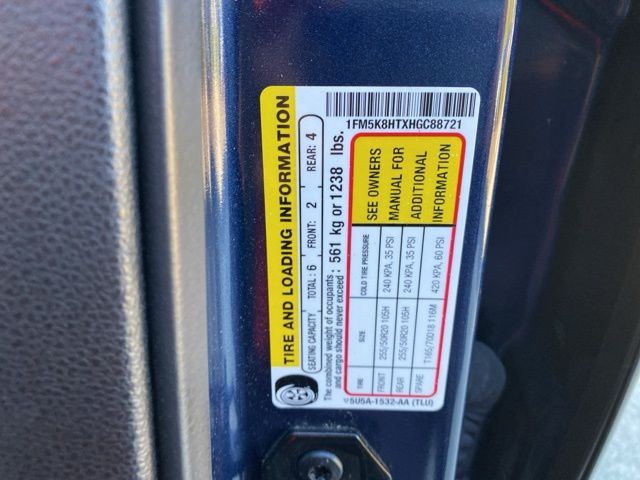 1FM5K8HTXHGC88721
TIRE AND LOADING INFORMATION
SEATING CAPACITY TOTAL: 6 FRONT: 2 REAR: 4
The combined weight of occupants
and cargo should never exceed: 561 kg or 1238 lbs.
TIRE SIZE COLD TIRE PRESSURE
FRONT 255/50R20 105H 240 KPA, 35 PSI
REAR 255/50R20 105H 240 KPA, 35 PSI
SPARE T165/70D18 116M 420 KPA, 60 PSI
SEE OWNERS
MANUAL FOR
ADDITIONAL
INFORMATION
5U5A-1532-AA (TLU)